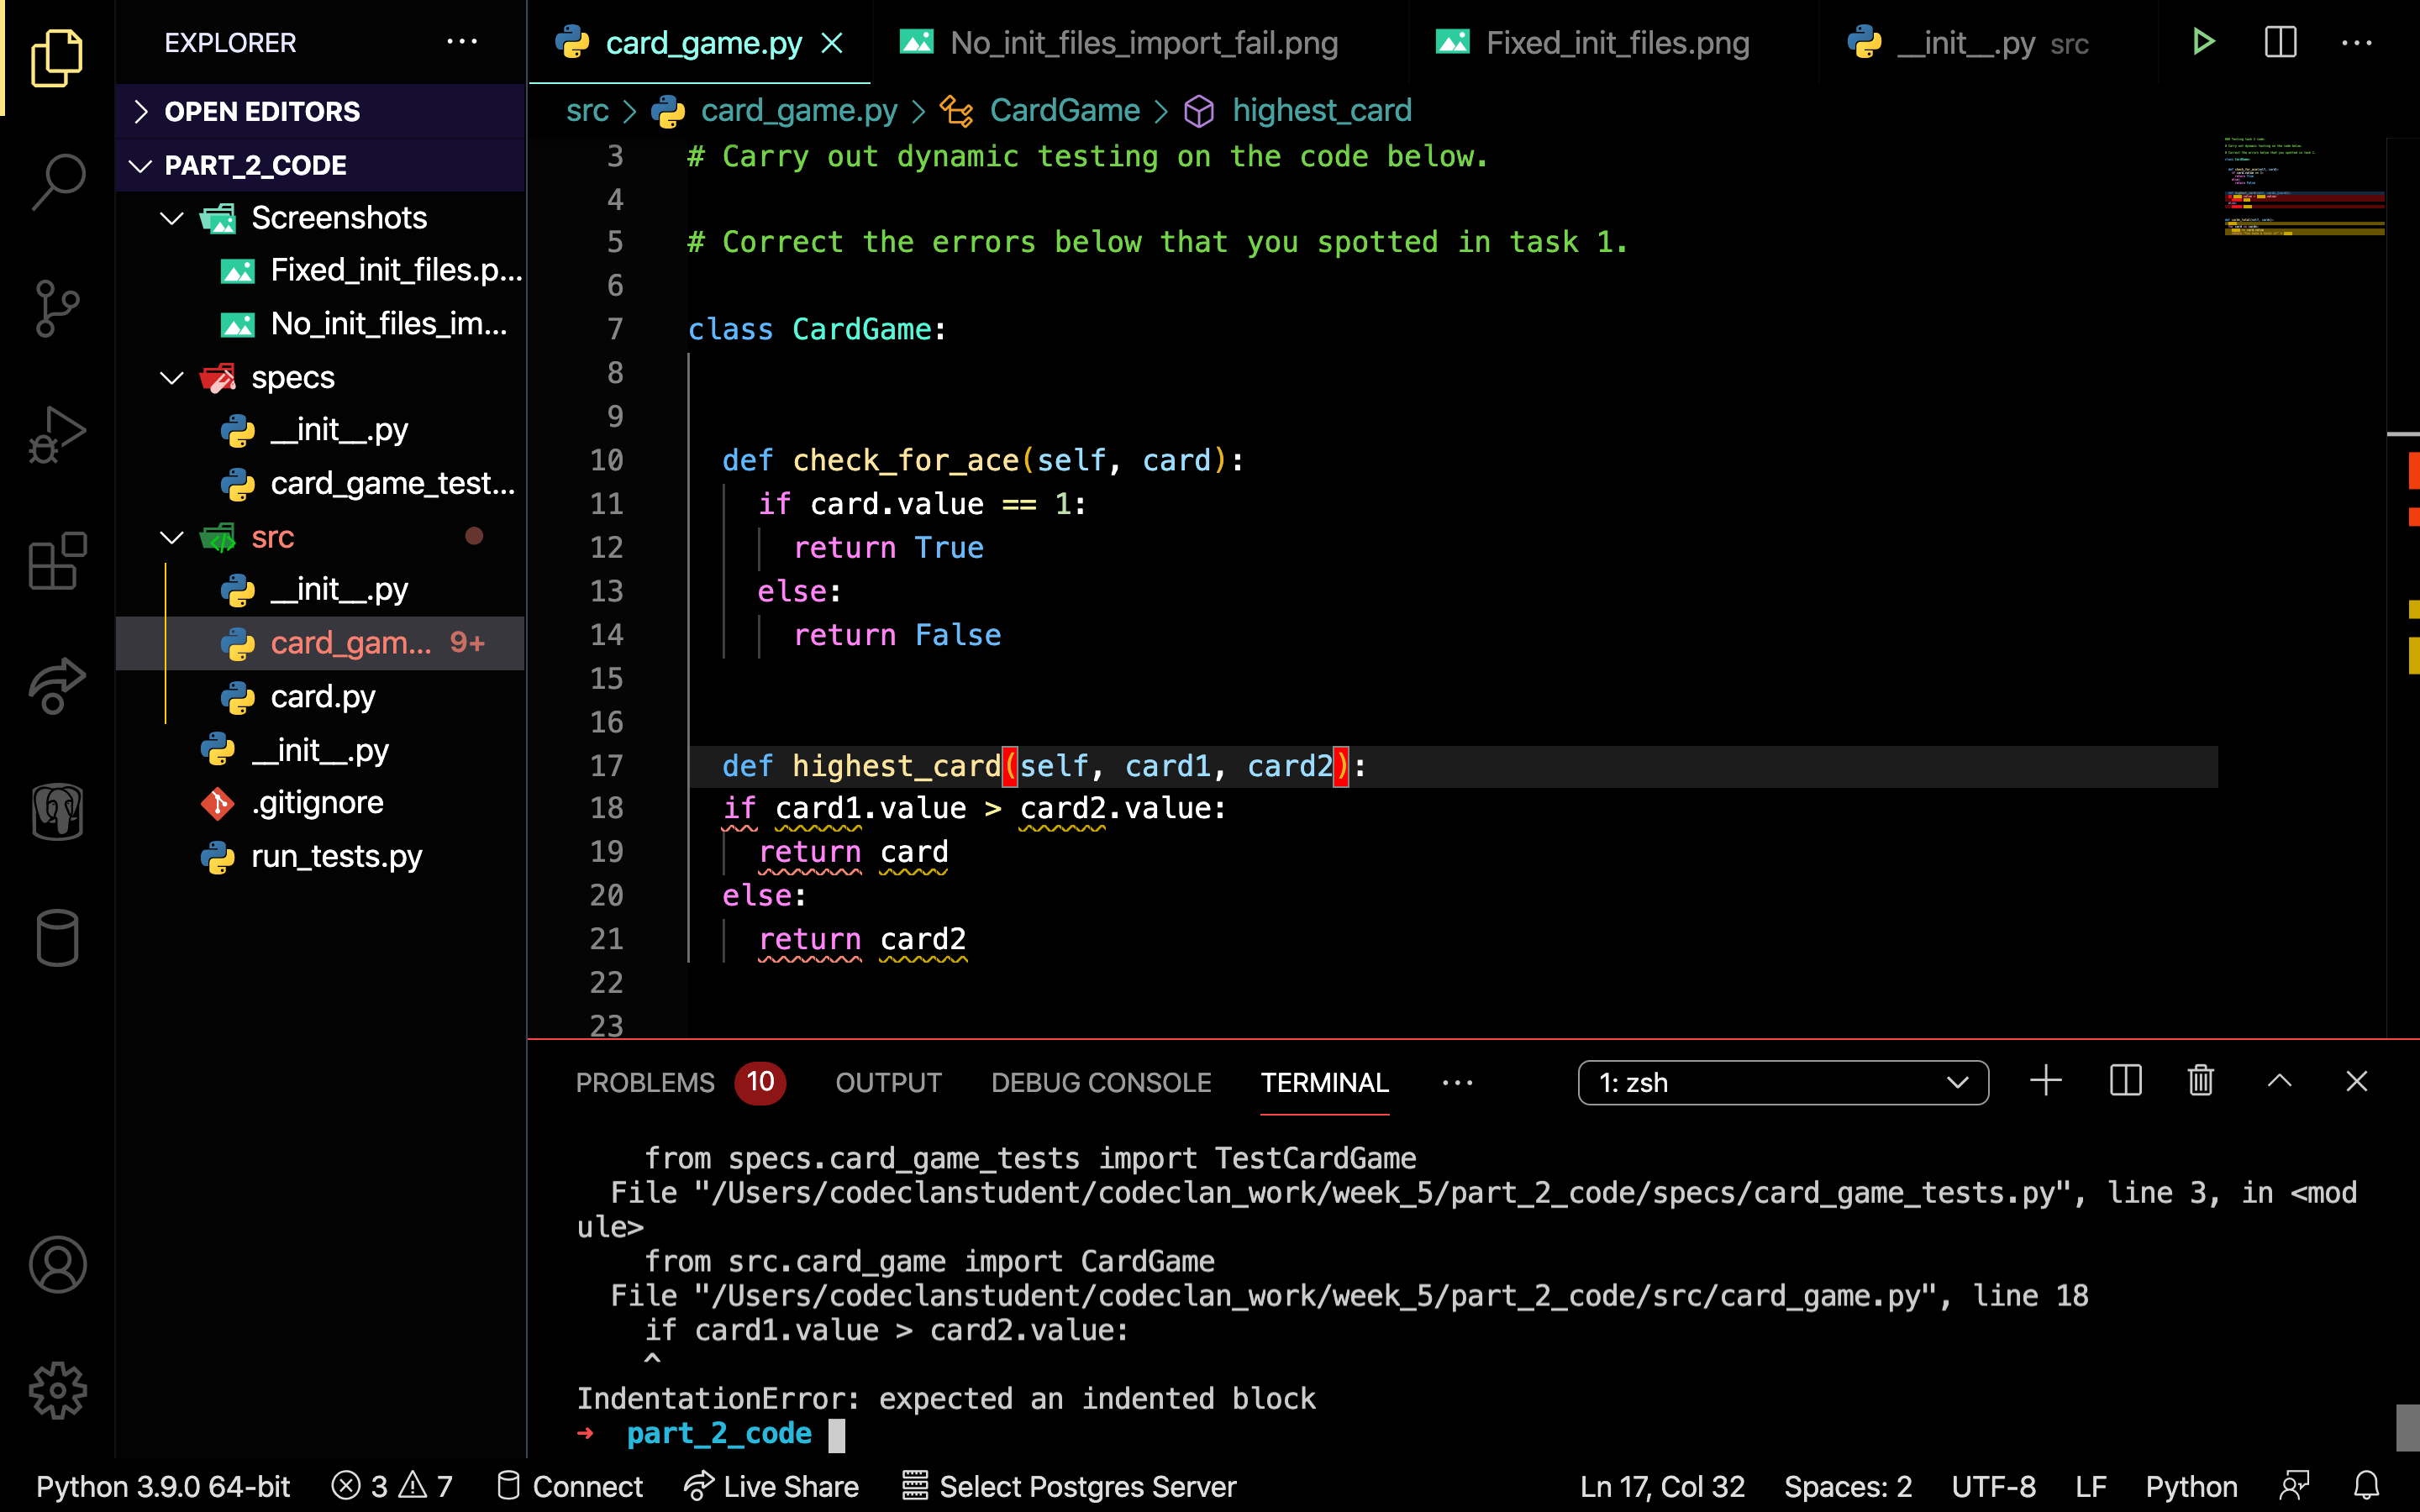 EXPLORER
OPEN EDITORS
PART_2_CODE
Screenshots
Fixed_init_files.p...
No_init_files_im...
specs
__init__.py
card_game_test...
src
__init__.py
card_gam... 9+
card.py
__init__.py
.gitignore
run_tests.py
card_game.py No_init_files_import_fail.png Fixed_init_files.png __init__.py src
src > card_game.py > CardGame > highest_card
3 # Carry out dynamic testing on the code below.
4
5 # Correct the errors below that you spotted in task 1.
6
7 class CardGame:
8
9
10 def check_for_ace(self, card):
11 if card.value == 1:
12 return True
13 else:
14 return False
15
16
17 def highest_card(self, card1, card2):
18 if card1.value > card2.value:
19 return card
20 else:
21 return card2
22
23
PROBLEMS 10 OUTPUT DEBUG CONSOLE TERMINAL ... 1: zsh
from specs.card_game_tests import TestCardGame
File "/Users/codeclanstudent/codeclan_work/week_5/part_2_code/specs/card_game_tests.py", line 3, in <mod
ule>
from src.card_game import CardGame
File "/Users/codeclanstudent/codeclan_work/week_5/part_2_code/src/card_game.py", line 18
if card1.value > card2.value:
^
IndentationError: expected an indented block
➜ part_2_code
Python 3.9.0 64-bit 3 7 Connect Live Share Select Postgres Server Ln 17, Col 32 Spaces: 2 UTF-8 LF Python